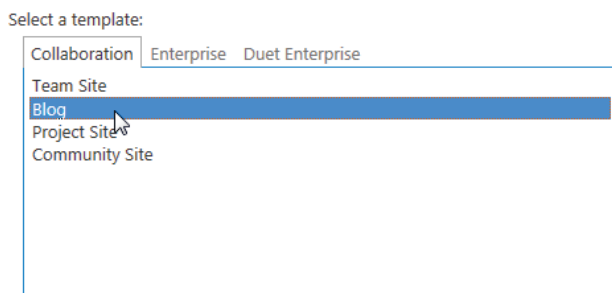 Select a template:
Collaboration Enterprise Duet Enterprise
Team Site
Blog
Project Site
Community Site